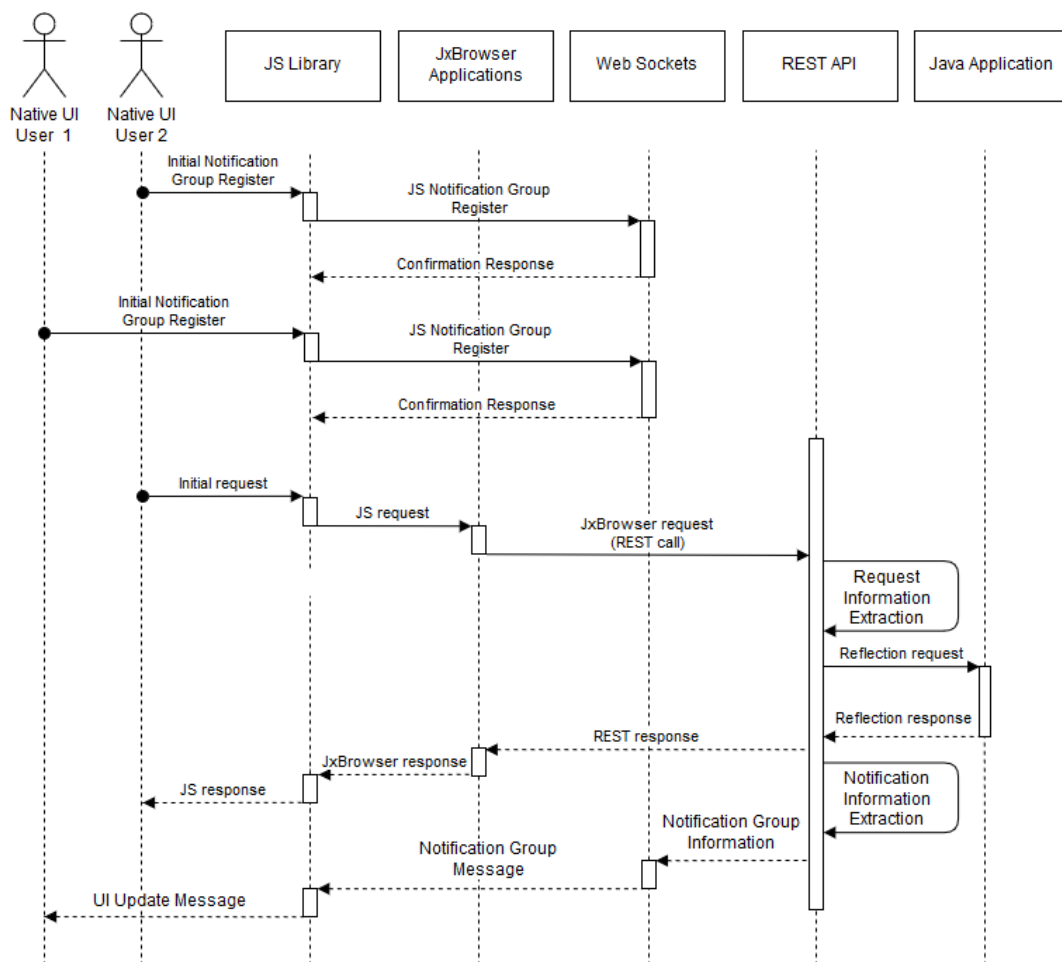 JS Library
JxBrowser
Applications
Web Sockets
REST API
Java Application
Native UI
User 1
Native UI
User 2
Initial Notification
Group Register
JS Notification Group
Register
Confirmation Response
Initial Notification
Group Register
JS Notification Group
Register
Confirmation Response
Initial request
JS request
JxBrowser request
(REST call)
Request
Information
Extraction
Reflection request
Reflection response
REST response
JxBrowser response
JS response
Notification
Information
Extraction
Notification Group
Information
Notification Group
Message
UI Update Message